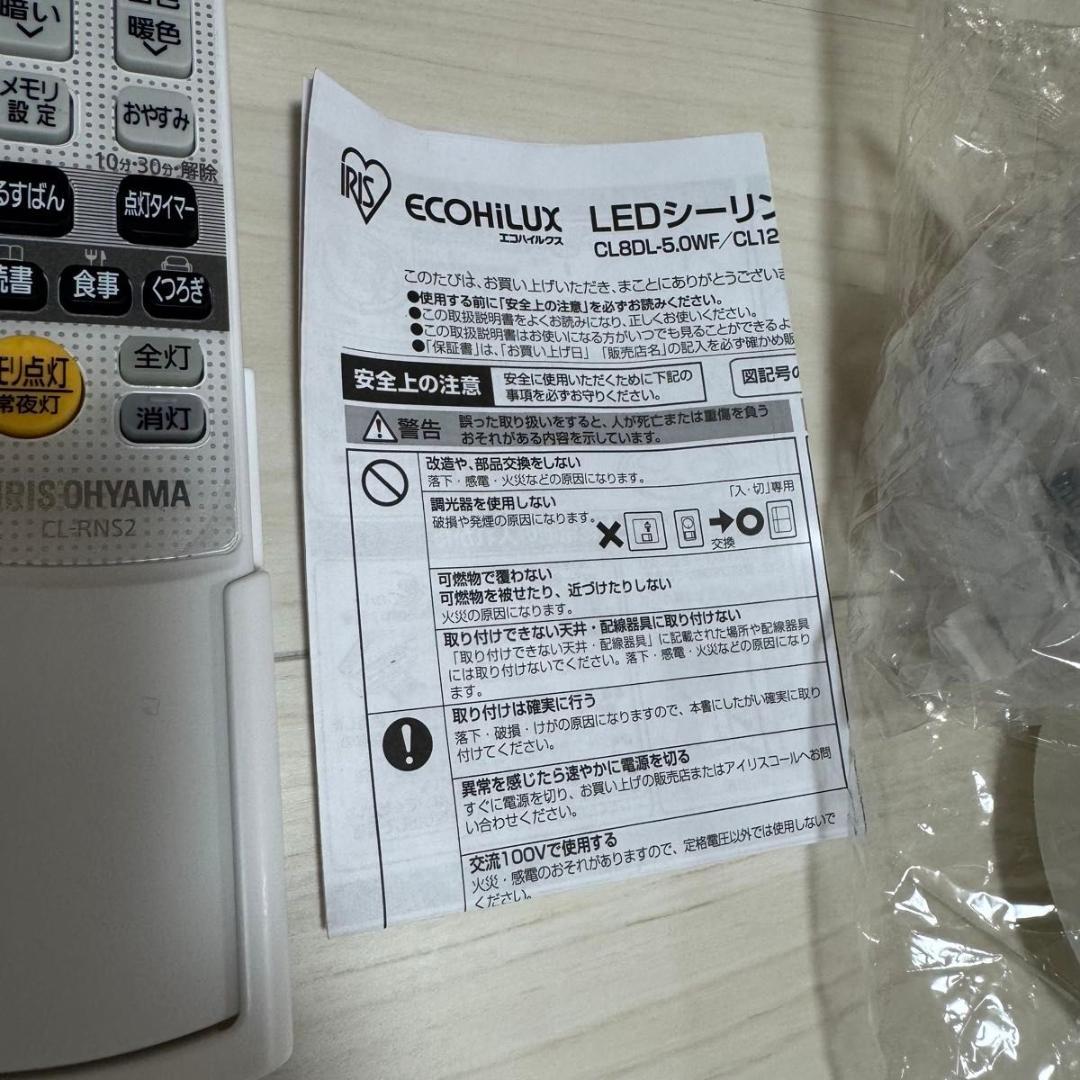 暗い
暖色
メモリ
設定
おやすみ
10分・30分・解除
るすばん
点灯タイマー
読書
食事
くつろぎ
全灯
モリ点灯
常夜灯
消灯
IRIS OHYAMA
CL-RNS2
IRIS
ECOHiLUX
エコハイルクス
LEDシーリン
CL8DL-5.0WF/CL12
このたびは、お買い上げいただき、まことにありがとうござい
●使用する前に「安全上の注意」を必ずお読みください。
●この取扱説明書をよくお読みになり、正しくお使いください。
●この取扱説明書はお使いになる方がいつでも見ることができるよ
●「保証書」は、「お買い上げ日」「販売店名」の記入を必ず確かめ販
安全上の注意
安全に使用いただくために下記の
事項を必ずお守りください。
図記号の
警告
誤った取り扱いをすると、人が死亡または重傷を負う
おそれがある内容を示しています。
改造や、部品交換をしない
落下・感電・火災などの原因になります。
調光器を使用しない
破損や発煙の原因になります。
「入・切」専用
交換
可燃物で覆わない
可燃物を被せたり、近づけたりしない
火災の原因になります。
取り付けできない天井・配線器具に取り付けない
「取り付けできない天井・配線器具」に記載された場所や配線器具
には取り付けないでください。落下・感電・火災などの原因になり
ます。
取り付けは確実に行う
落下・破損・けがの原因になりますので、本書にしたがい確実に取り
付けてください。
異常を感じたら速やかに電源を切る
すぐに電源を切り、お買い上げの販売店またはアイリスコールへお問
い合わせください。
交流100Vで使用する
火災・感電のおそれがありますので、定格電圧以外では使用しないで
ください。